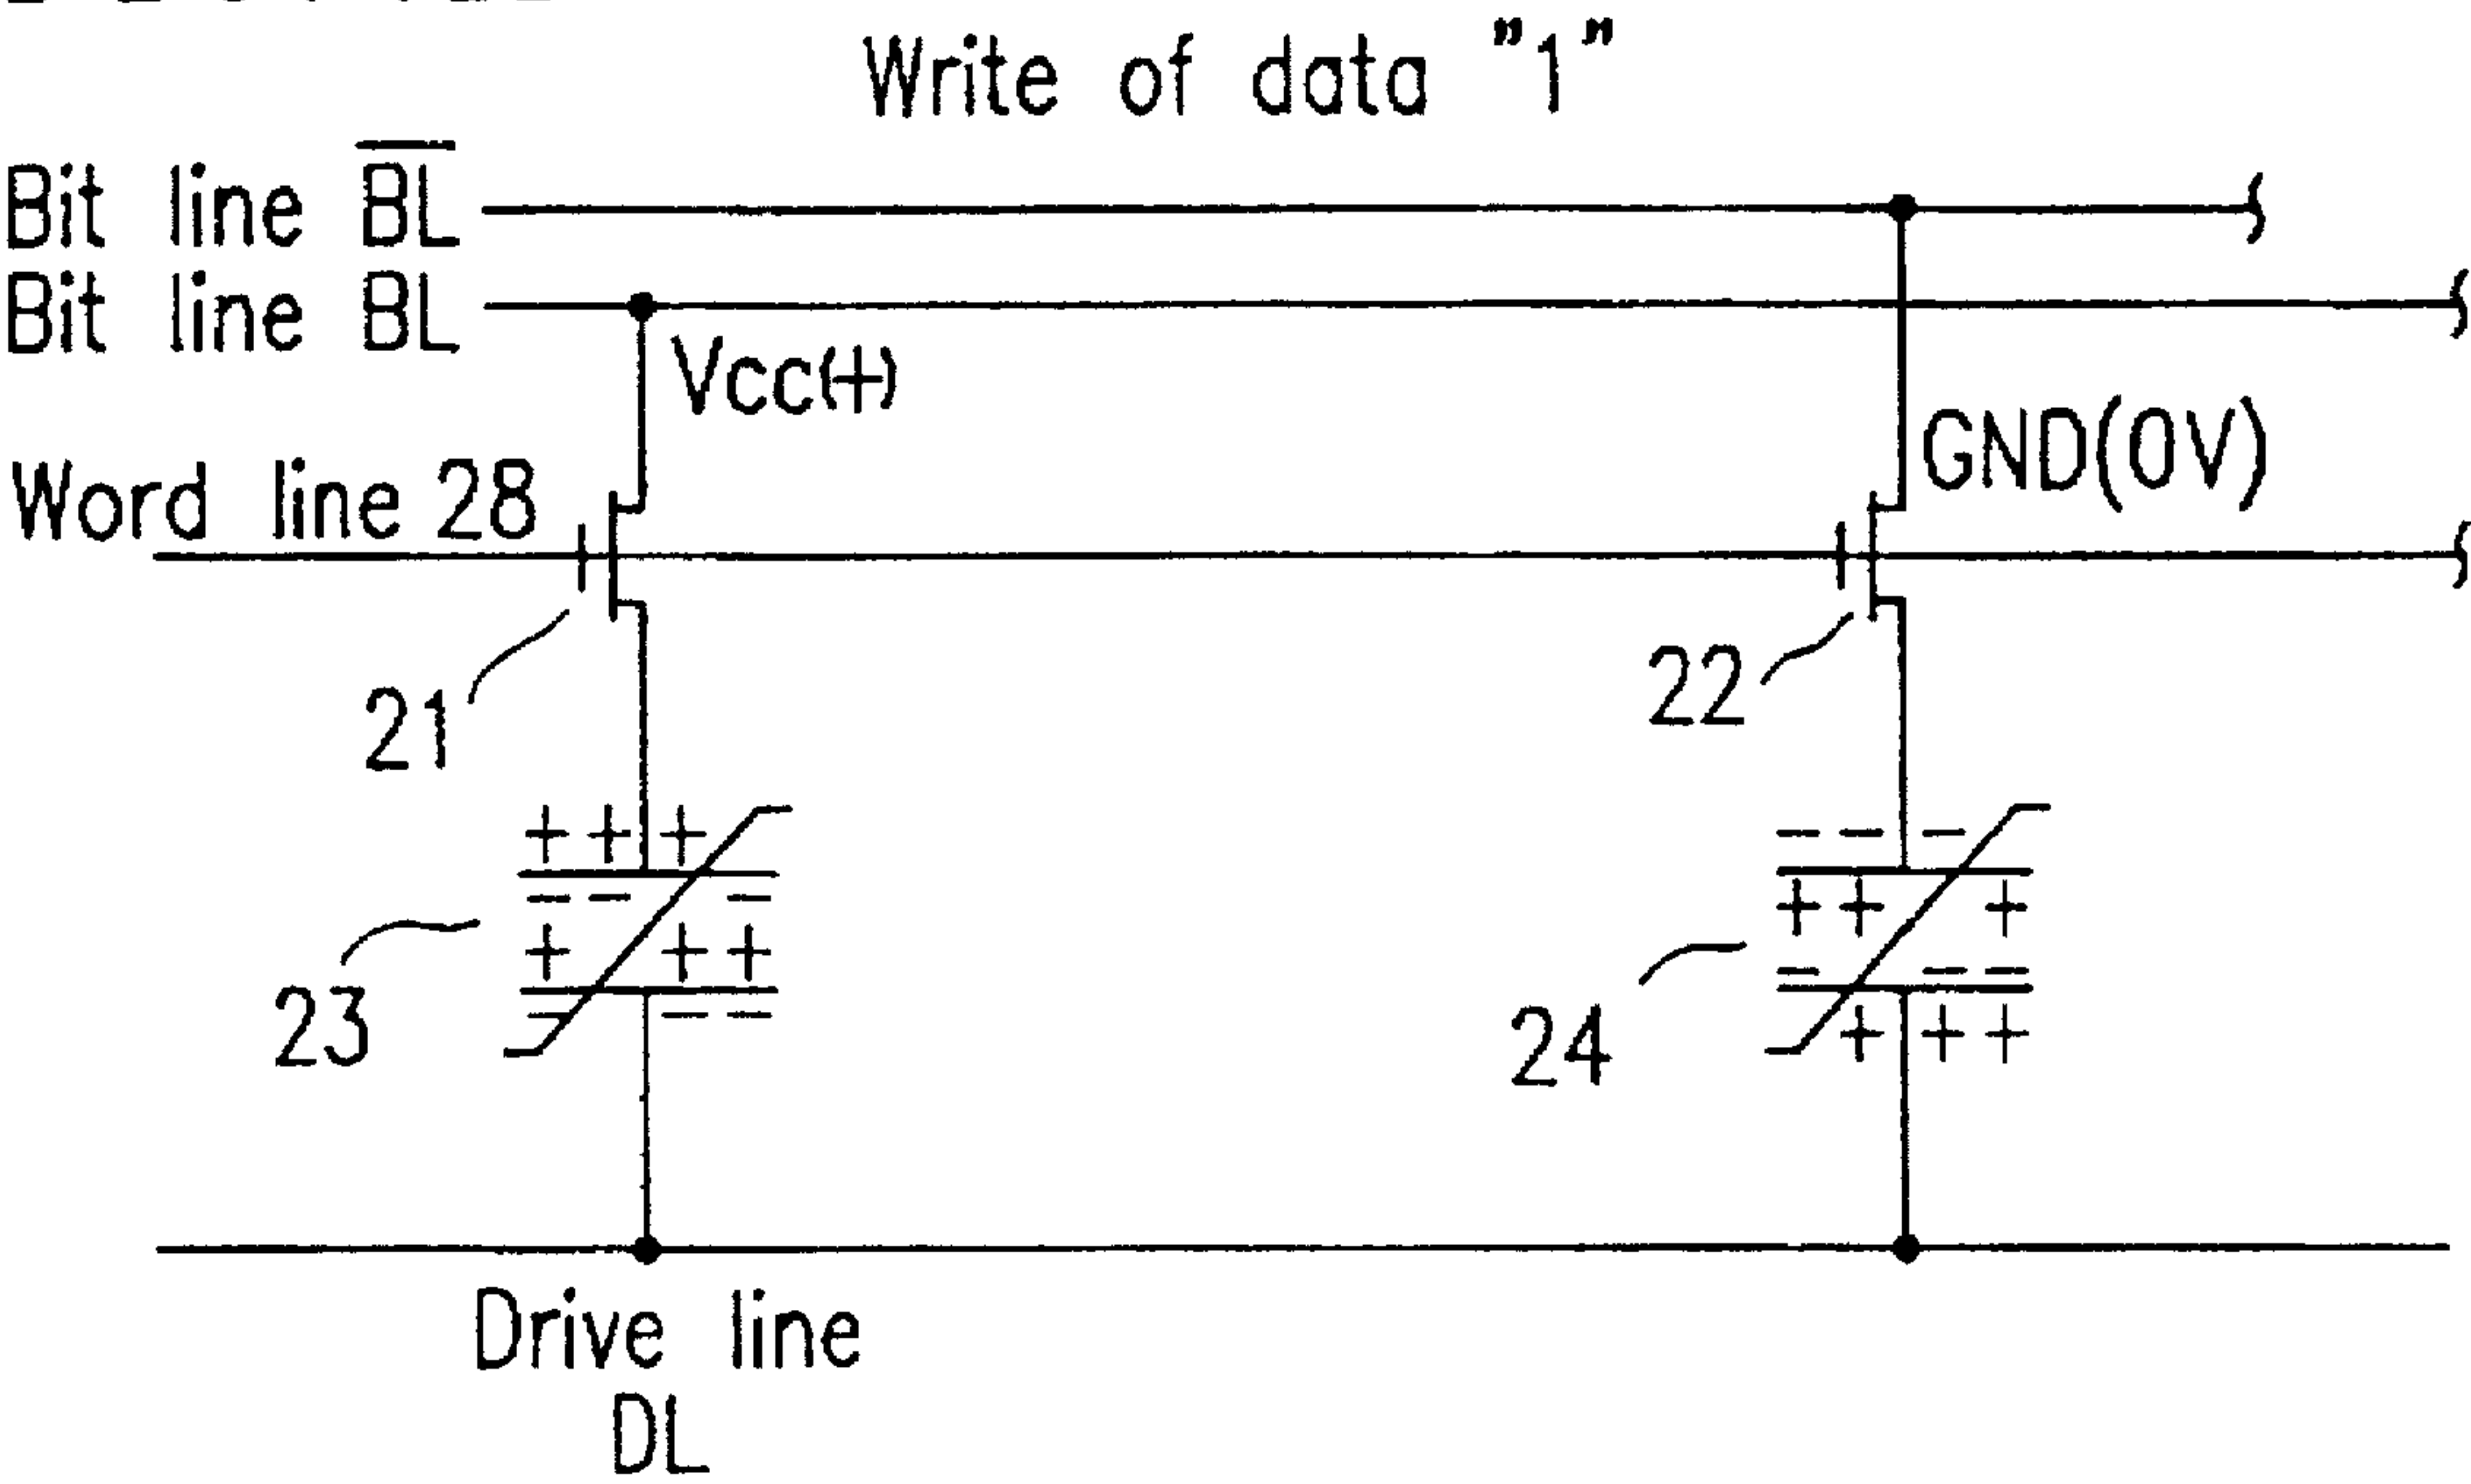 Write of data "1"
Bit line B̅L̅
Bit line BL
Vcc(+)
GND(0V)
Word line 28
21
22
+ + +
− − −
− − −
+ + +
+ + +
− − −
− − −
+ + +
23
24
Drive line
DL